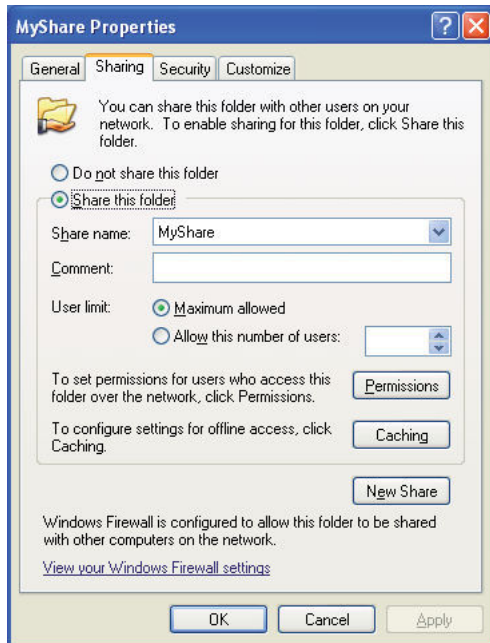 MyShare Properties
General Sharing Security Customize
You can share this folder with other users on your
network. To enable sharing for this folder, click Share this
folder.
Do not share this folder
Share this folder
Share name: MyShare
Comment:
User limit: Maximum allowed
Allow this number of users:
To set permissions for users who access this
folder over the network, click Permissions.
Permissions
To configure settings for offline access, click
Caching.
Caching
New Share
Windows Firewall is configured to allow this folder to be shared
with other computers on the network.
View your Windows Firewall settings
OK Cancel Apply